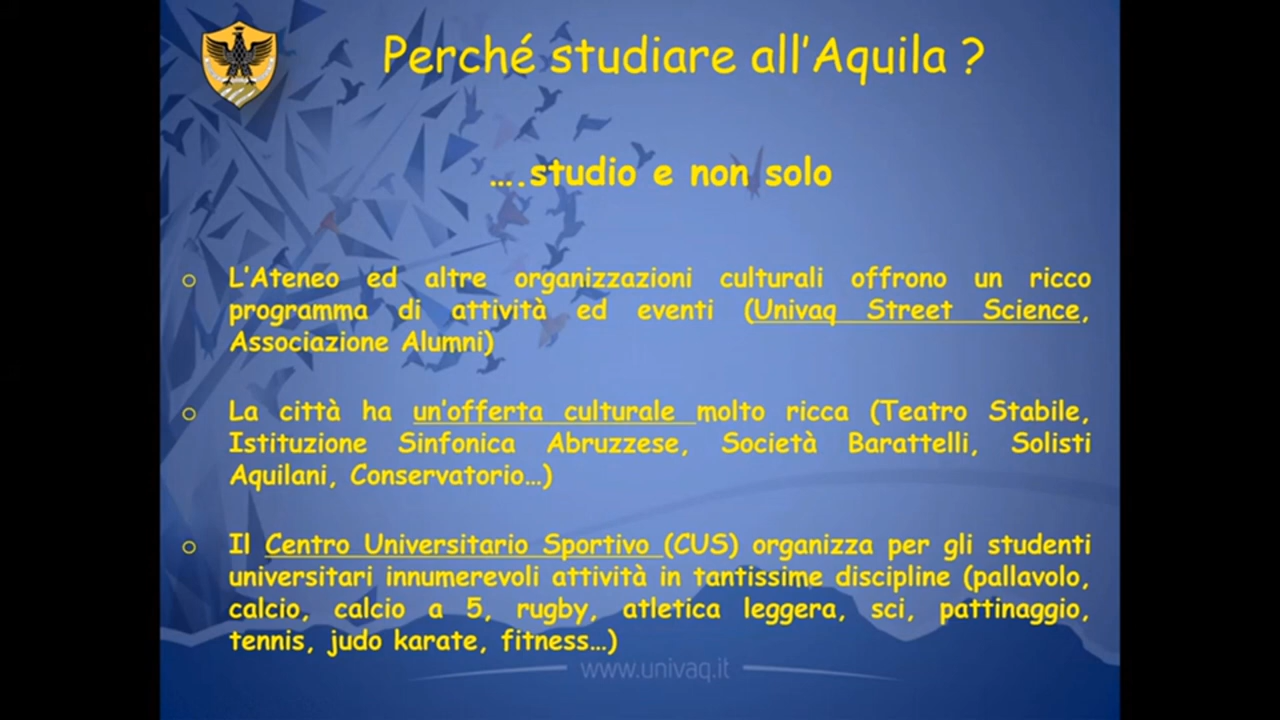 Perché studiare all'Aquila ?
….studio e non solo
o L'Ateneo ed altre organizzazioni culturali offrono un ricco
programma di attività ed eventi (Univaq Street Science,
Associazione Alumni)
o La città ha un'offerta culturale molto ricca (Teatro Stabile,
Istituzione Sinfonica Abruzzese, Società Barattelli, Solisti
Aquilani, Conservatorio…)
o Il Centro Universitario Sportivo (CUS) organizza per gli studenti
universitari innumerevoli attività in tantissime discipline (pallavolo,
calcio, calcio a 5, rugby, atletica leggera, sci, pattinaggio,
tennis, judo karate, fitness…)
www.univaq.it